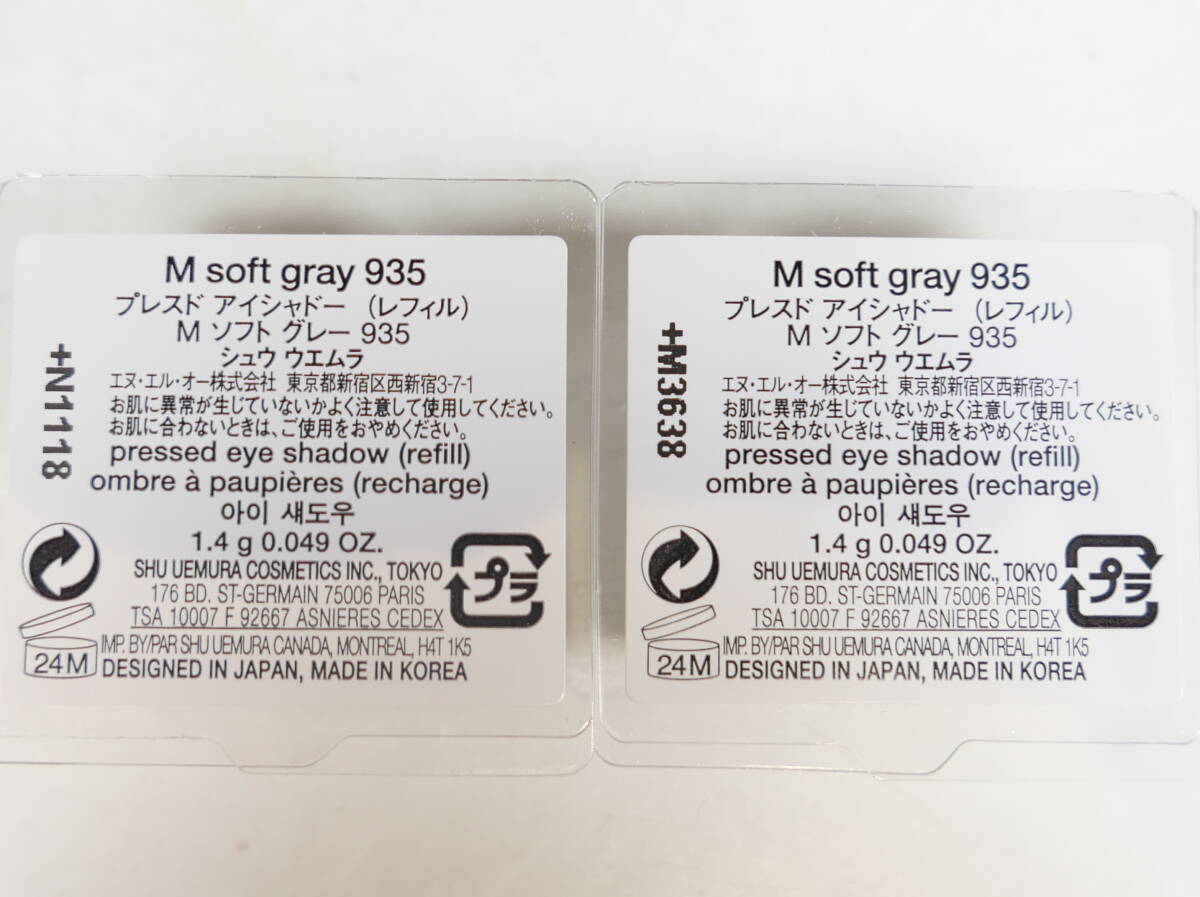 M soft gray 935
プレスド アイシャドー （レフィル）
M ソフト グレー 935
シュウ ウエムラ
エヌ・エル・オー株式会社 東京都新宿区西新宿3-7-1
お肌に異常が生じていないかよく注意して使用してください。
お肌に合わないときは、ご使用をおやめください。
pressed eye shadow (refill)
ombre à paupières (recharge)
아이 섀도우
1.4 g 0.049 OZ.
SHU UEMURA COSMETICS INC., TOKYO
176 BD. ST-GERMAIN 75006 PARIS
TSA 10007 F 92667 ASNIERES CEDEX
IMP. BY/PAR SHU UEMURA CANADA, MONTREAL, H4T 1K5
DESIGNED IN JAPAN, MADE IN KOREA
+N1118
プラ
24M
M soft gray 935
プレスド アイシャドー （レフィル）
M ソフト グレー 935
シュウ ウエムラ
エヌ・エル・オー株式会社 東京都新宿区西新宿3-7-1
お肌に異常が生じていないかよく注意して使用してください。
お肌に合わないときは、ご使用をおやめください。
pressed eye shadow (refill)
ombre à paupières (recharge)
아이 섀도우
1.4 g 0.049 OZ.
SHU UEMURA COSMETICS INC., TOKYO
176 BD. ST-GERMAIN 75006 PARIS
TSA 10007 F 92667 ASNIERES CEDEX
IMP. BY/PAR SHU UEMURA CANADA, MONTREAL, H4T 1K5
DESIGNED IN JAPAN, MADE IN KOREA
+M3638
プラ
24M